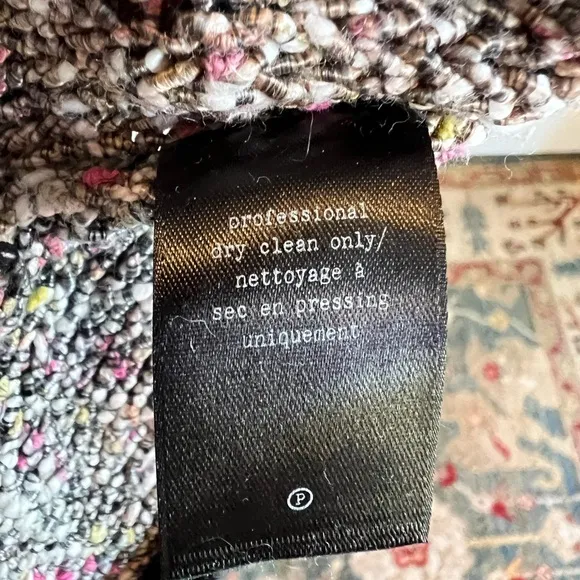 professional
dry clean only/
nettoyage à
sec en pressing
uniquement
P